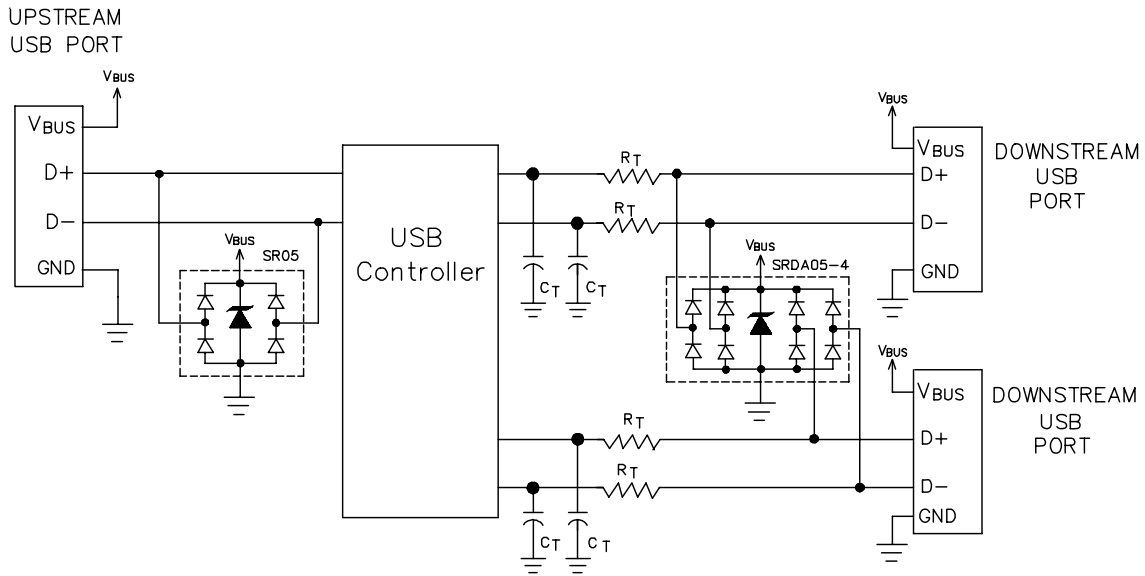 UPSTREAM
USB PORT
VBUS
VBUS
D+
D−
GND
VBUS
SR05
USB
Controller
RT
RT
CT
CT
VBUS
SRDA05-4
VBUS
VBUS
D+
D−
GND
DOWNSTREAM
USB
PORT
RT
RT
CT
CT
VBUS
VBUS
D+
D−
GND
DOWNSTREAM
USB
PORT